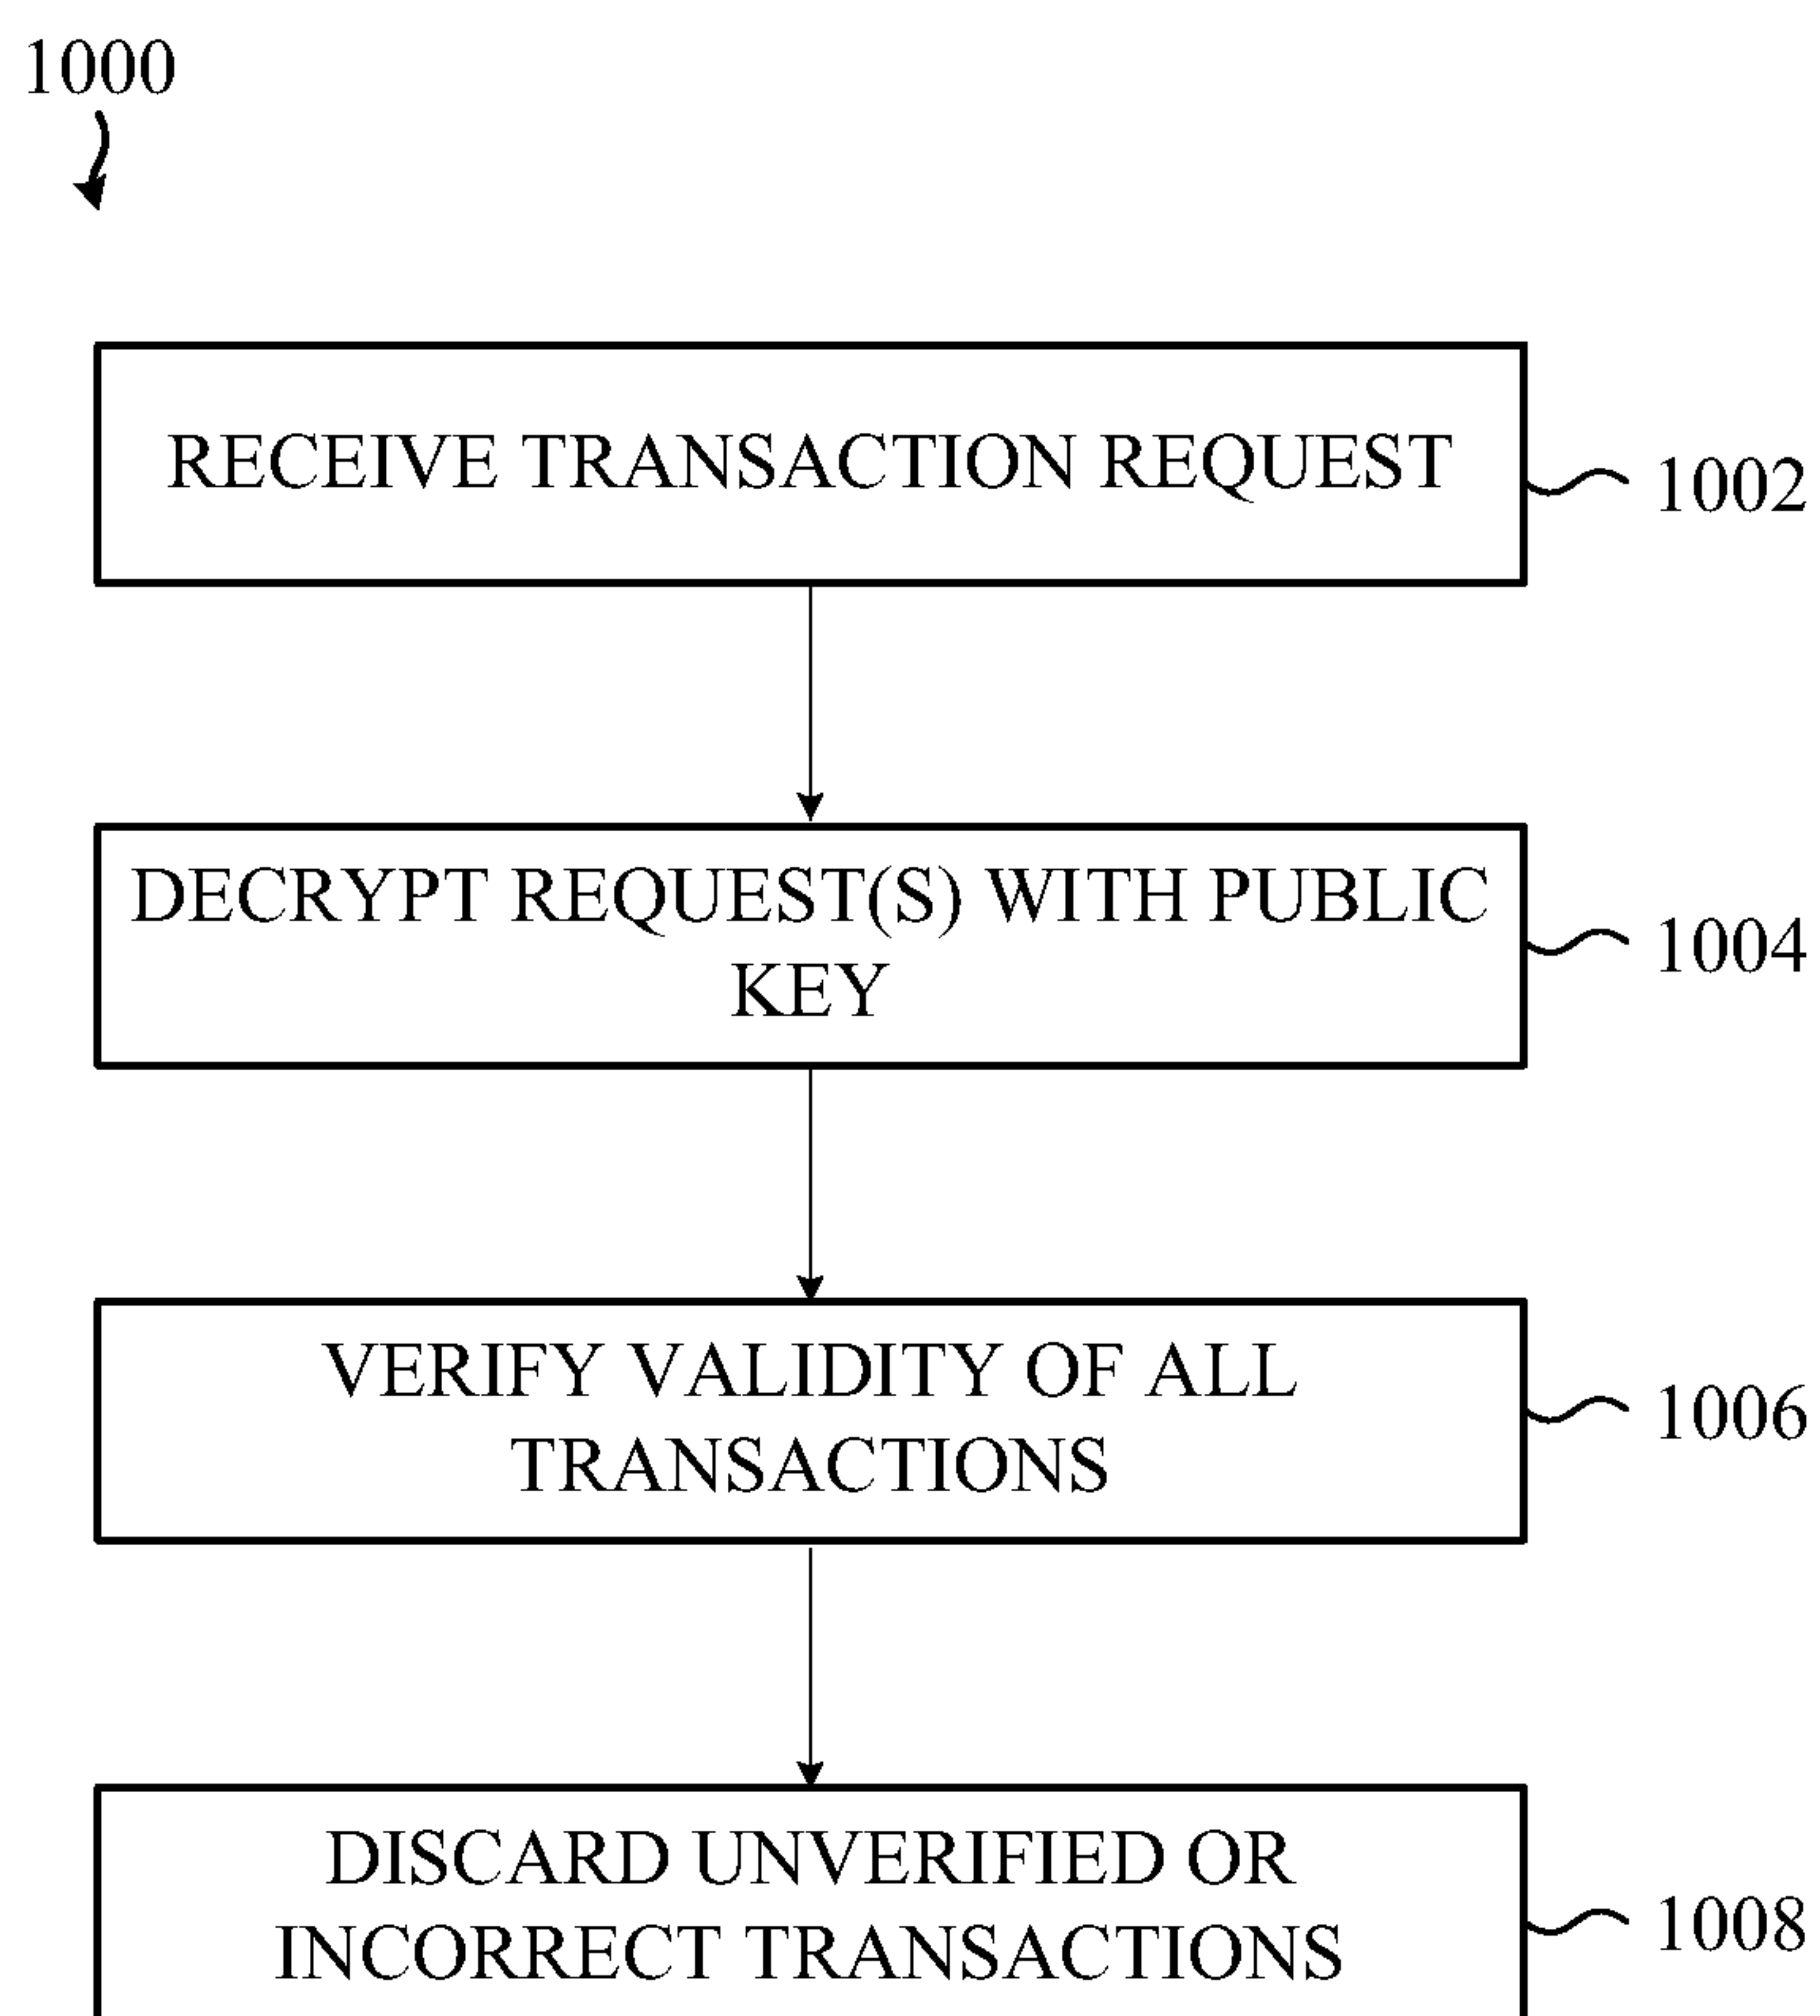 1000
RECEIVE TRANSACTION REQUEST
1002
DECRYPT REQUEST(S) WITH PUBLIC
KEY
1004
VERIFY VALIDITY OF ALL
TRANSACTIONS
1006
DISCARD UNVERIFIED OR
INCORRECT TRANSACTIONS
1008